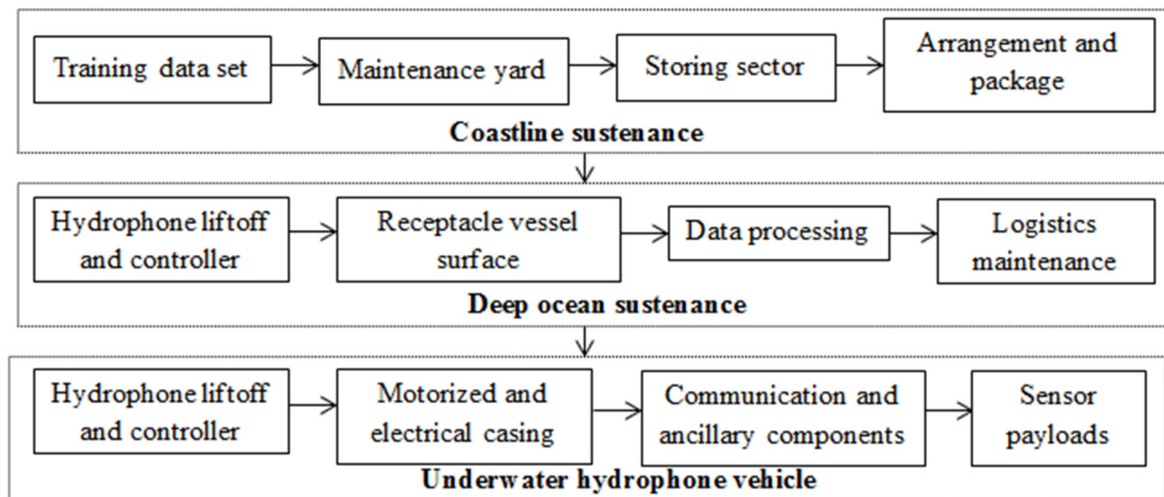 Training data set
Maintenance yard
Storing sector
Arrangement and
package
Coastline sustenance
Hydrophone liftoff
and controller
Receptacle vessel
surface
Data processing
Logistics
maintenance
Deep ocean sustenance
Hydrophone liftoff
and controller
Motorized and
electrical casing
Communication and
ancillary components
Sensor
payloads
Underwater hydrophone vehicle